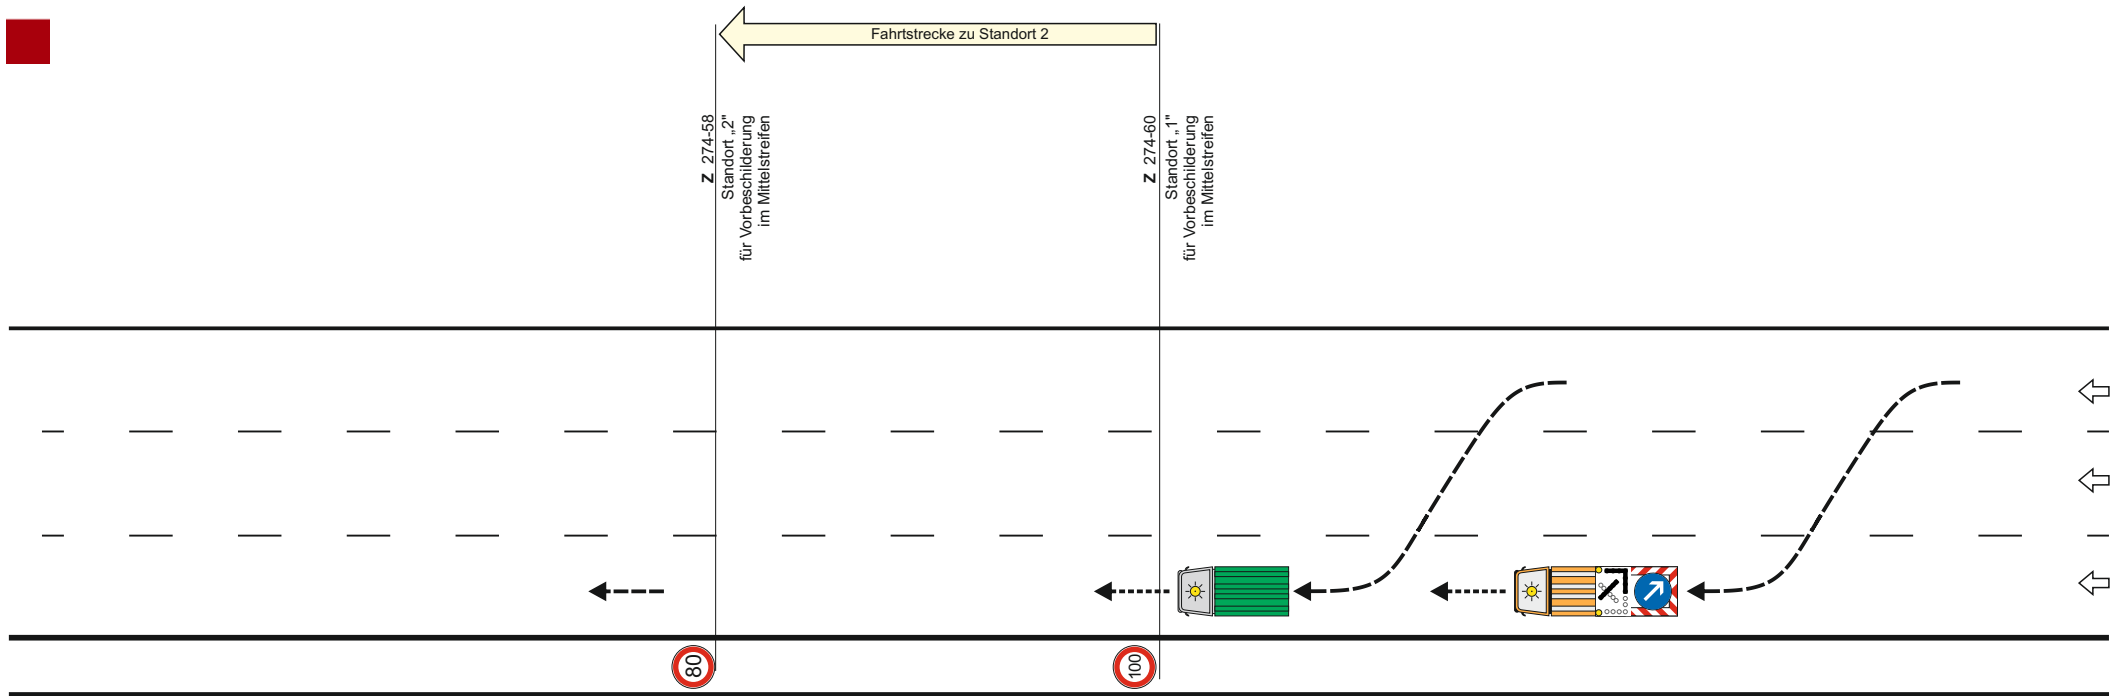 Fahrtstrecke zu Standort 2
Z 274-58
Standort „2"
für Vorbeschilderung
im Mittelstreifen
Z 274-60
Standort „1"
für Vorbeschilderung
im Mittelstreifen
80
100